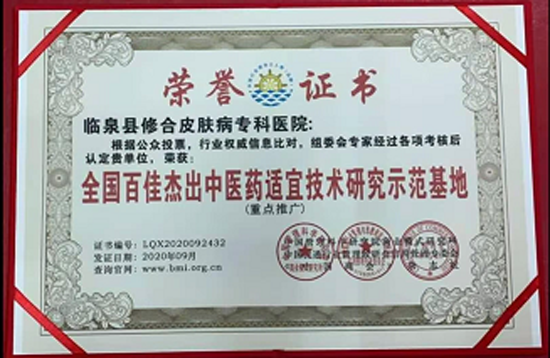 荣誉证书
临泉县修合皮肤病专科医院:
根据公众投票，行业权威信息比对，组委会专家经过各项考核后
认定贵单位，荣获:
全国百佳杰出中医药适宜技术研究示范基地
(重点推广)
证书编号: LQX2020092432
发证日期: 2020年09月
查询官网: www.bmi.org.cn